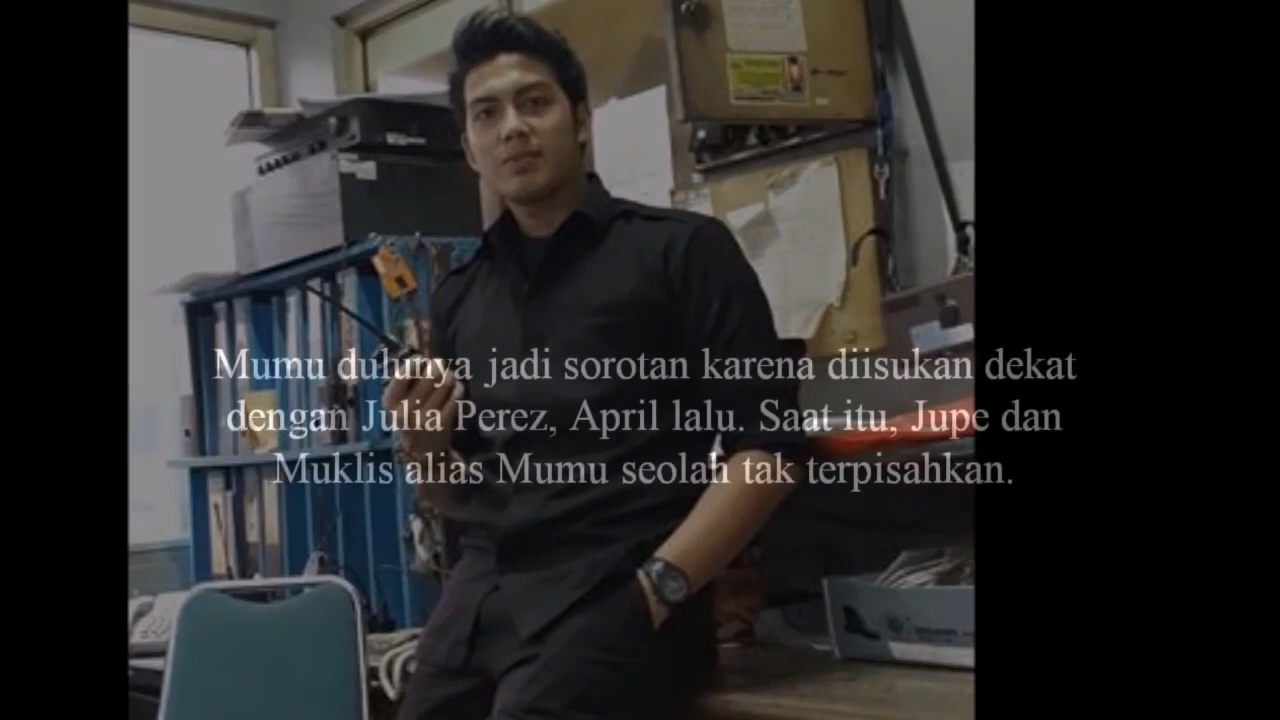 Mumu dulunya jadi sorotan karena diisukan dekat
dengan Julia Perez, April lalu. Saat itu, Jupe dan
Muklis alias Mumu seolah tak terpisahkan.